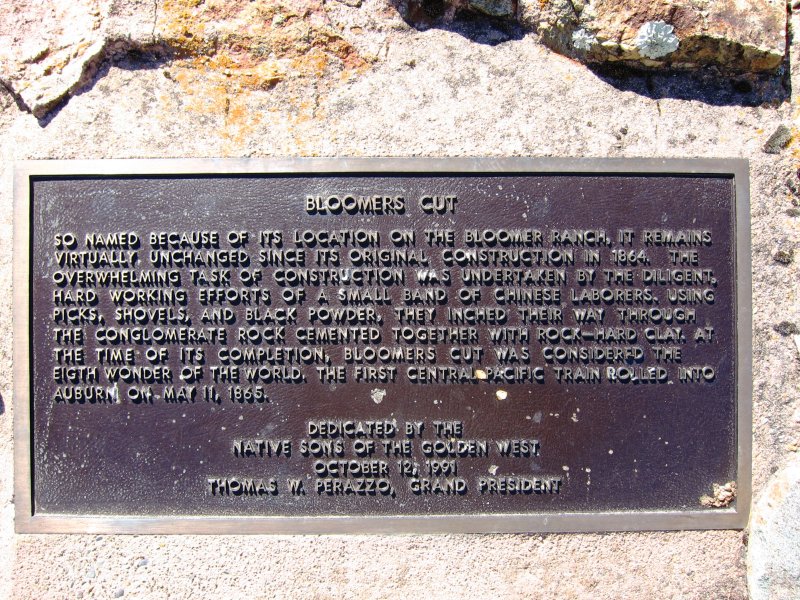 BLOOMERS CUT
SO NAMED BECAUSE OF ITS LOCATION ON THE BLOOMER RANCH, IT REMAINS
VIRTUALLY, UNCHANGED SINCE ITS ORIGINAL CONSTRUCTION IN 1864. THE
OVERWHELMING TASK OF CONSTRUCTION WAS UNDERTAKEN BY THE DILIGENT,
HARD WORKING EFFORTS OF A SMALL BAND OF CHINESE LABORERS. USING
PICKS, SHOVELS, AND BLACK POWDER, THEY INCHED THEIR WAY THROUGH
THE CONGLOMERATE ROCK CEMENTED TOGETHER WITH ROCK-HARD CLAY. AT
THE TIME OF ITS COMPLETION, BLOOMERS CUT WAS CONSIDERED THE
EIGTH WONDER OF THE WORLD. THE FIRST CENTRAL PACIFIC TRAIN ROLLED INTO
AUBURN ON MAY 11, 1865.
DEDICATED BY THE
NATIVE SONS OF THE GOLDEN WEST
OCTOBER 12, 1991
THOMAS W. PERAZZO, GRAND PRESIDENT